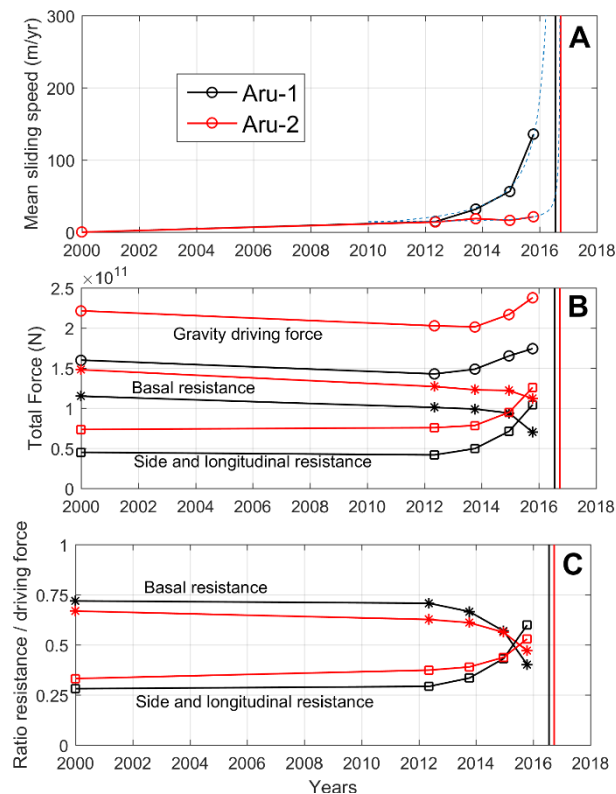 A
Mean sliding speed (m/yr)
300
200
100
0
Aru-1
Aru-2
2000 2002 2004 2006 2008 2010 2012 2014 2016 2018
×10^11
B
Total Force (N)
2.5
2
1.5
1
0.5
0
Gravity driving force
Basal resistance
Side and longitudinal resistance
2000 2002 2004 2006 2008 2010 2012 2014 2016 2018
C
Ratio resistance / driving force
1
0.75
0.5
0.25
0
Basal resistance
Side and longitudinal resistance
2000 2002 2004 2006 2008 2010 2012 2014 2016 2018
Years